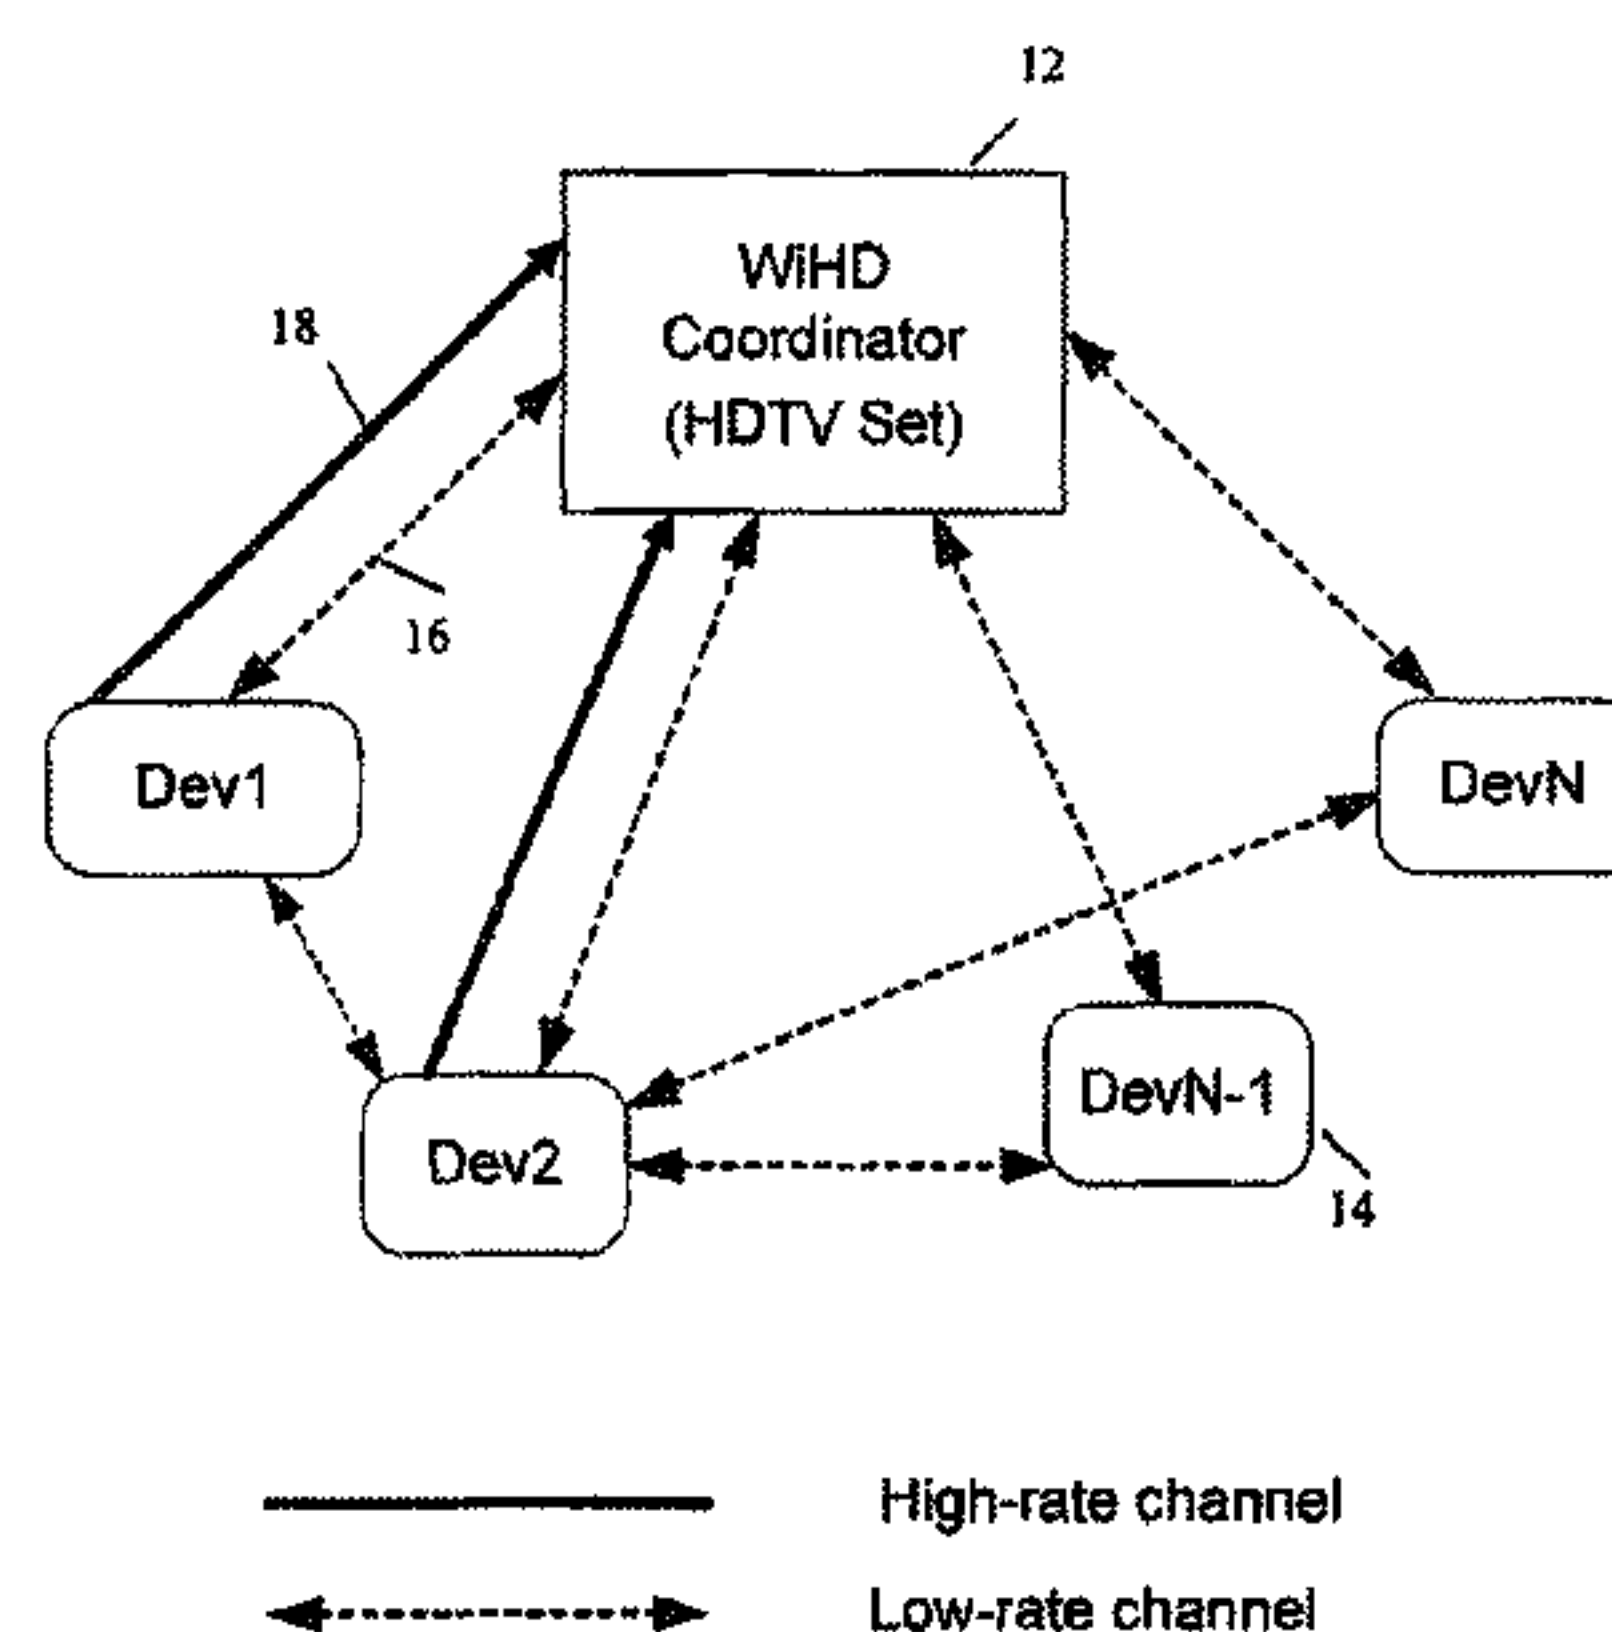 12
WiHD
Coordinator
(HDTV Set)
18
16
Dev1
DevN
DevN-1
Dev2
14
High-rate channel
Low-rate channel